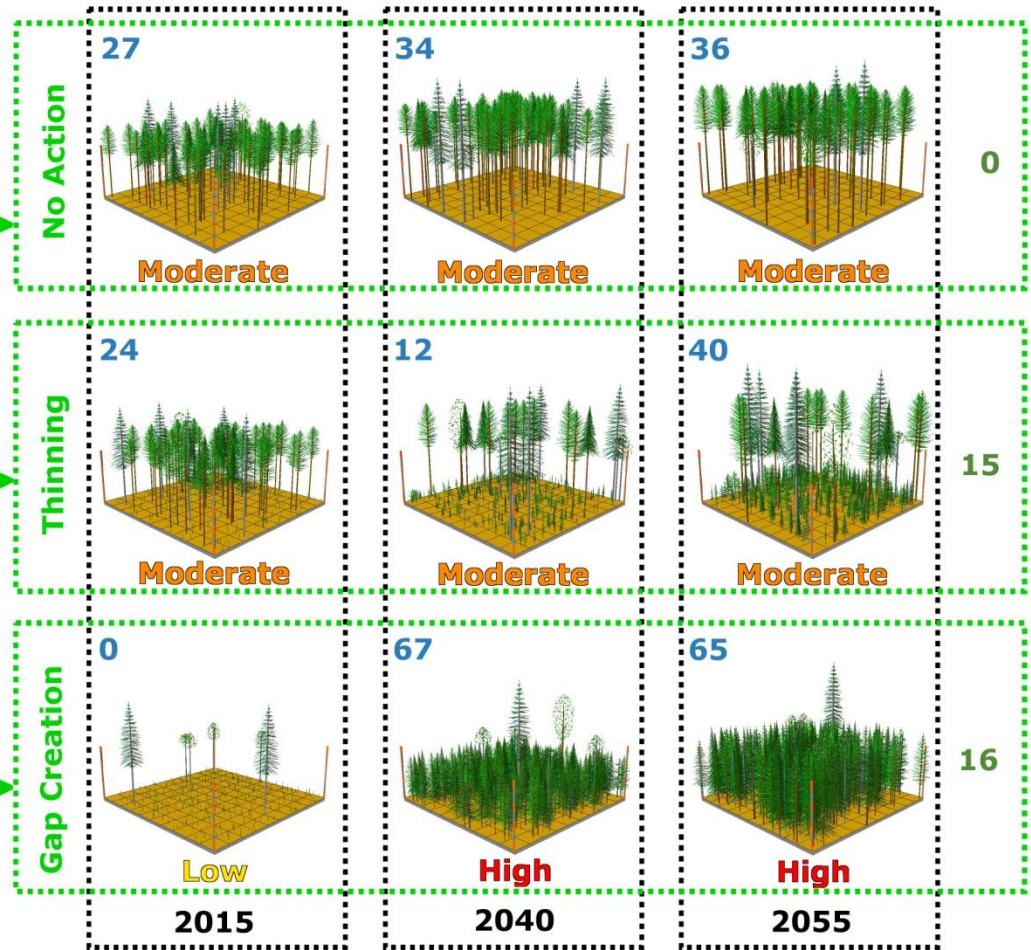 No Action
27
34
36
Moderate
Moderate
Moderate
0
Thinning
24
12
40
Moderate
Moderate
Moderate
15
Gap Creation
0
67
65
Low
High
High
16
2015
2040
2055